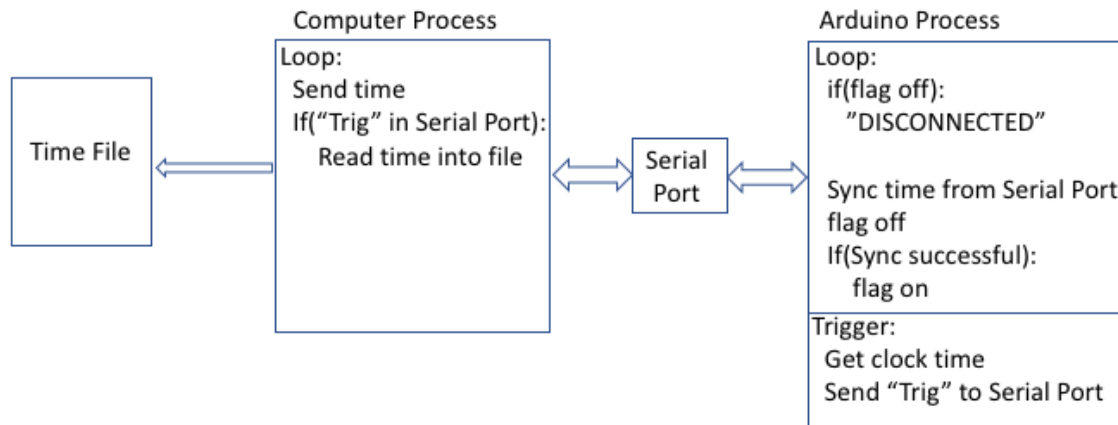 Computer Process
Loop:
Send time
If(“Trig” in Serial Port):
Read time into file
Time File
Serial
Port
Arduino Process
Loop:
if(flag off):
”DISCONNECTED”
Sync time from Serial Port
flag off
If(Sync successful):
flag on
Trigger:
Get clock time
Send “Trig” to Serial Port